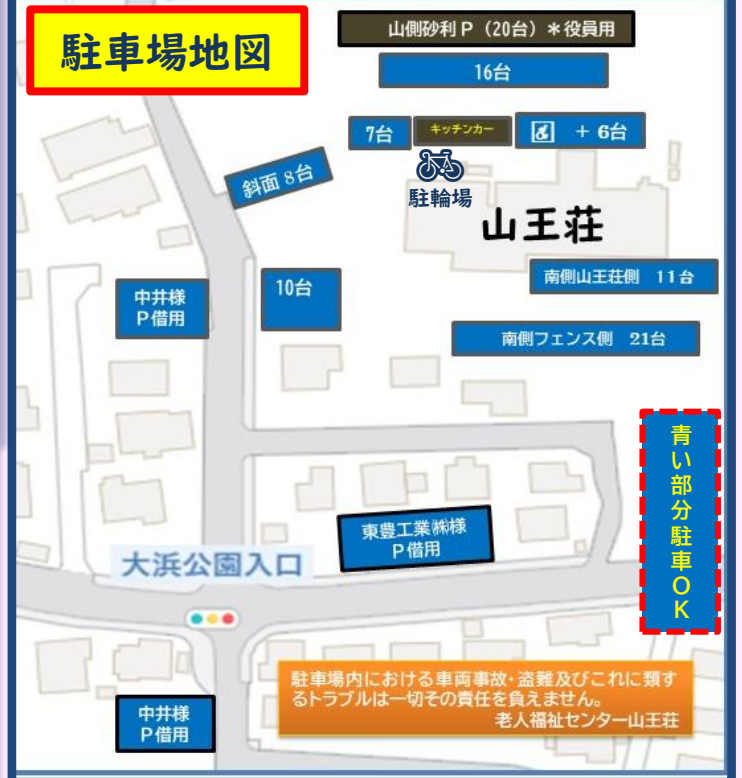 駐車場地図
山側砂利P（20台）＊役員用
16台
7台
キッチンカー
＋6台
駐輪場
斜面8台
山王荘
南側山王荘側 11台
10台
中井様
P借用
南側フェンス側 21台
青い部分駐車OK
東豊工業㈱様
P借用
大浜公園入口
駐車場内における車両事故・盗難及びこれに類す
るトラブルは一切その責任を負えません。
老人福祉センター山王荘
中井様
P借用